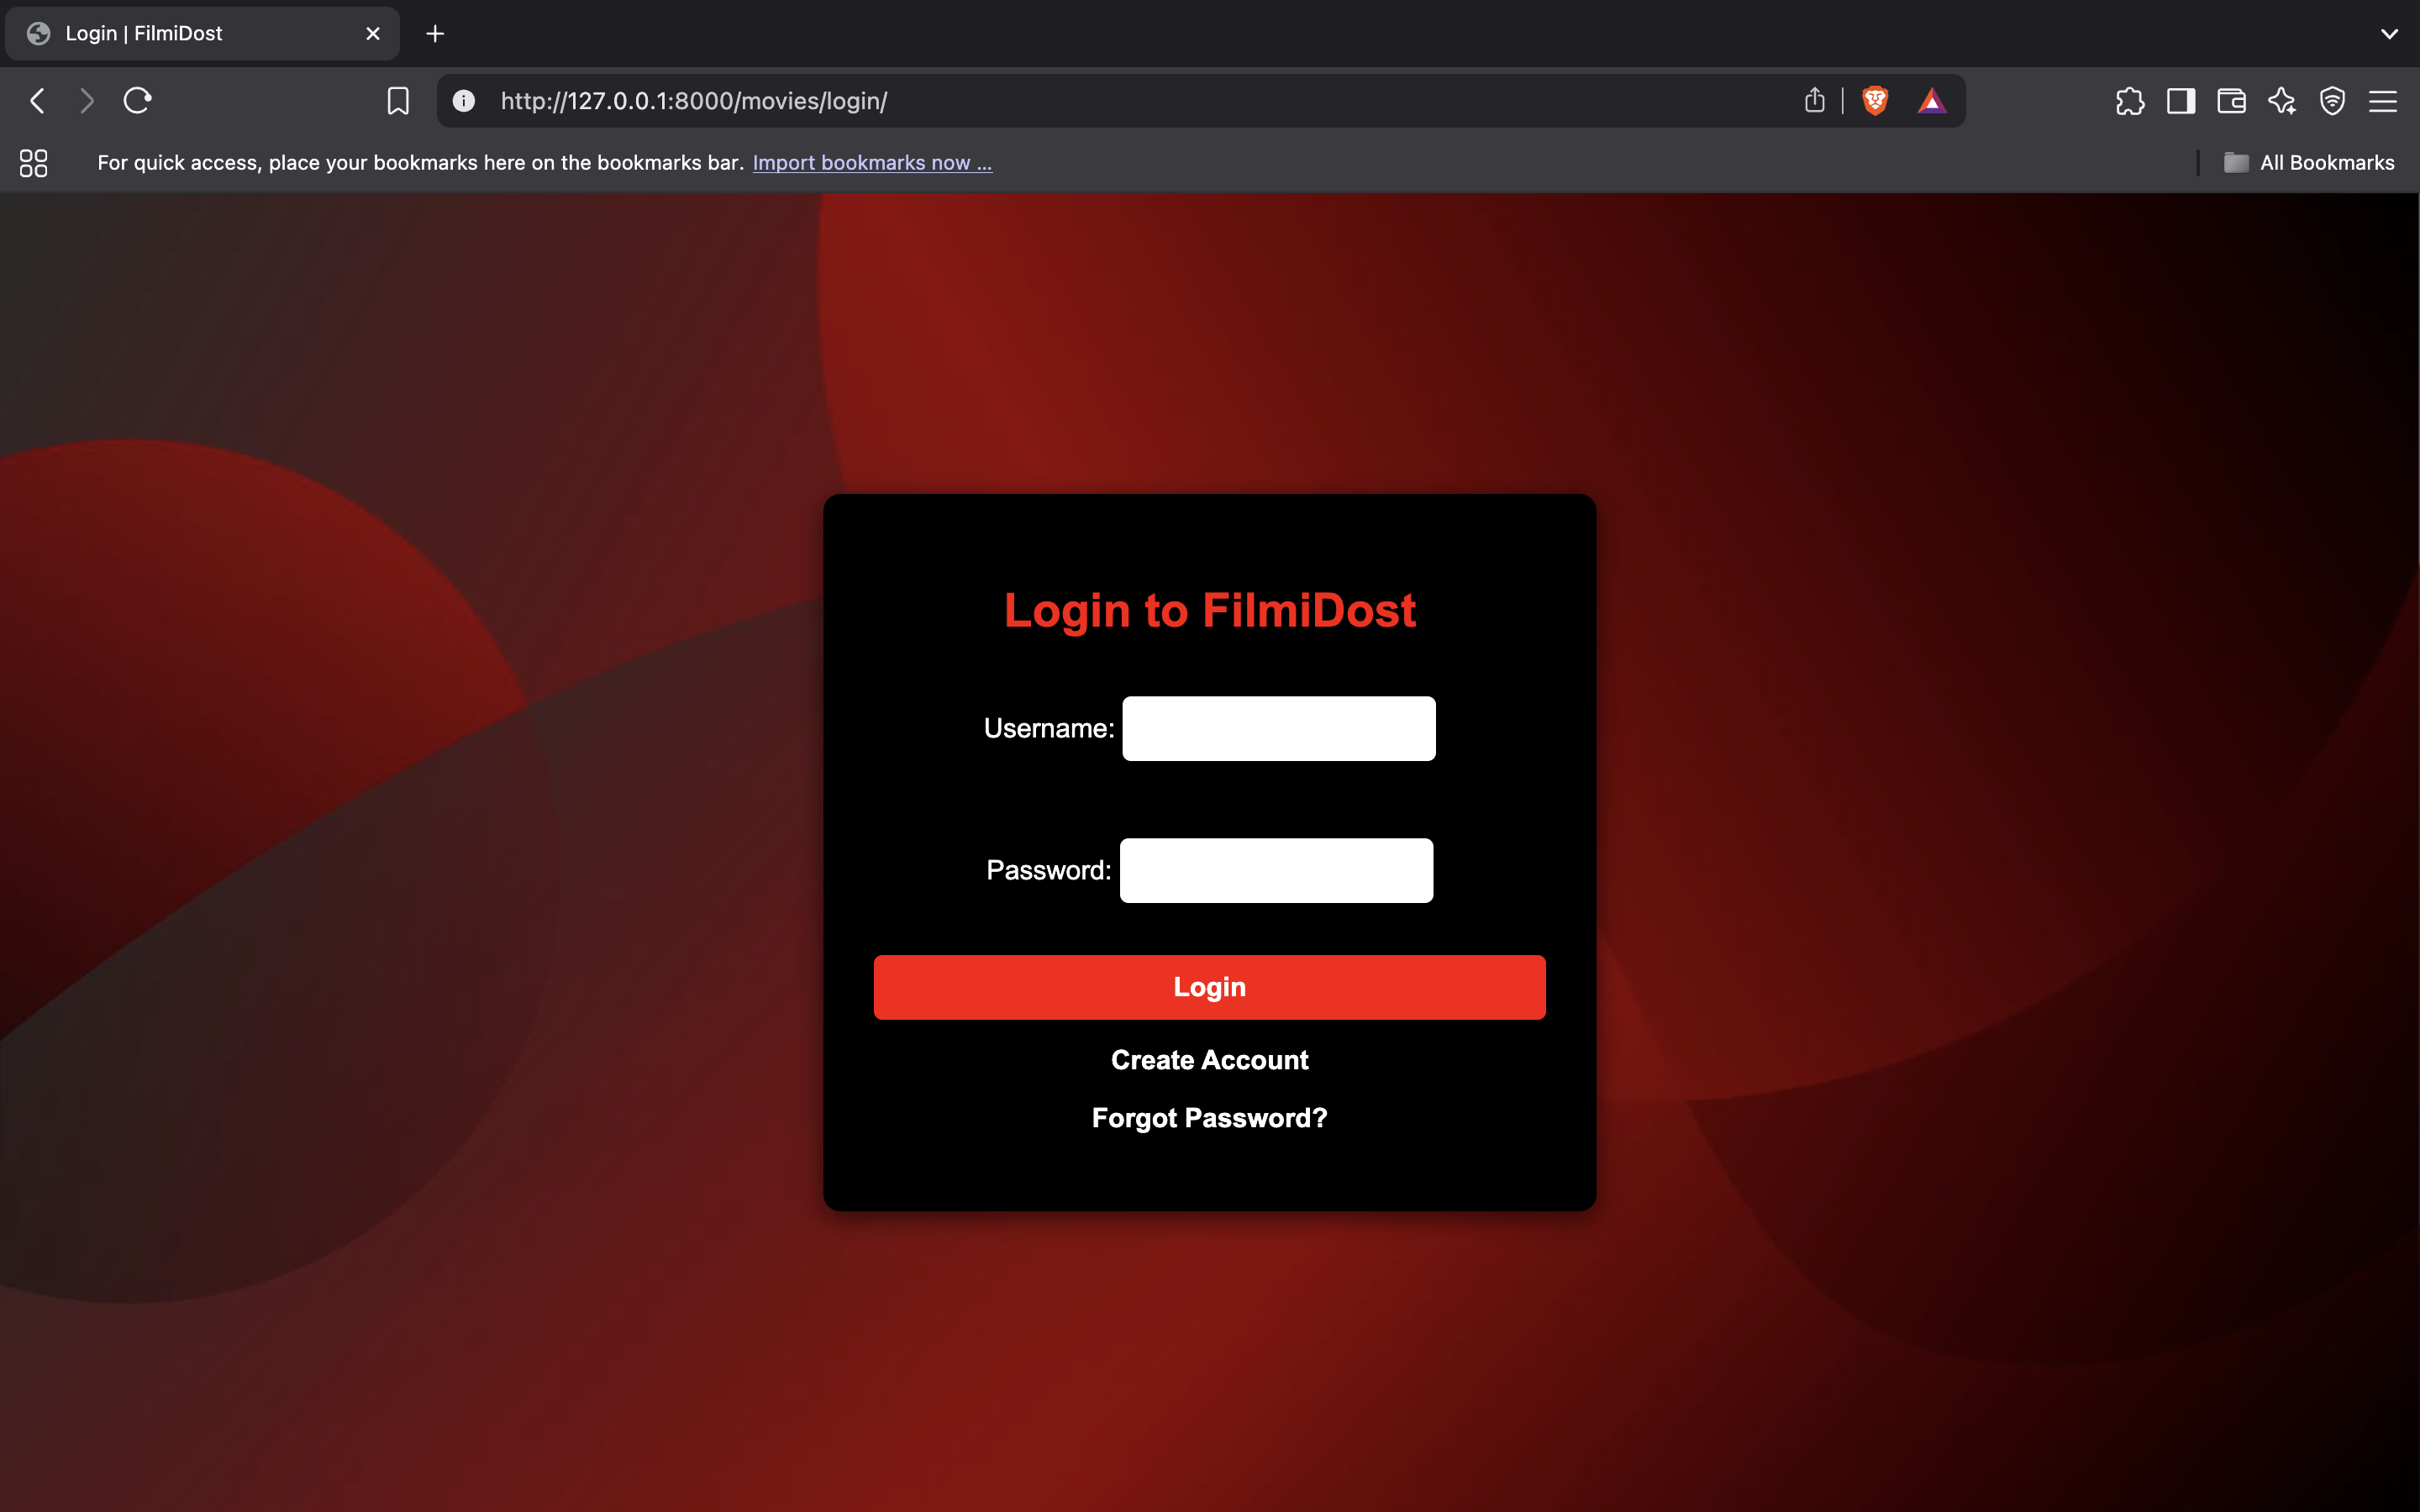 Login | FilmiDost
http://127.0.0.1:8000/movies/login/
For quick access, place your bookmarks here on the bookmarks bar. Import bookmarks now ...
All Bookmarks
Login to FilmiDost
Username:
Password:
Login
Create Account
Forgot Password?